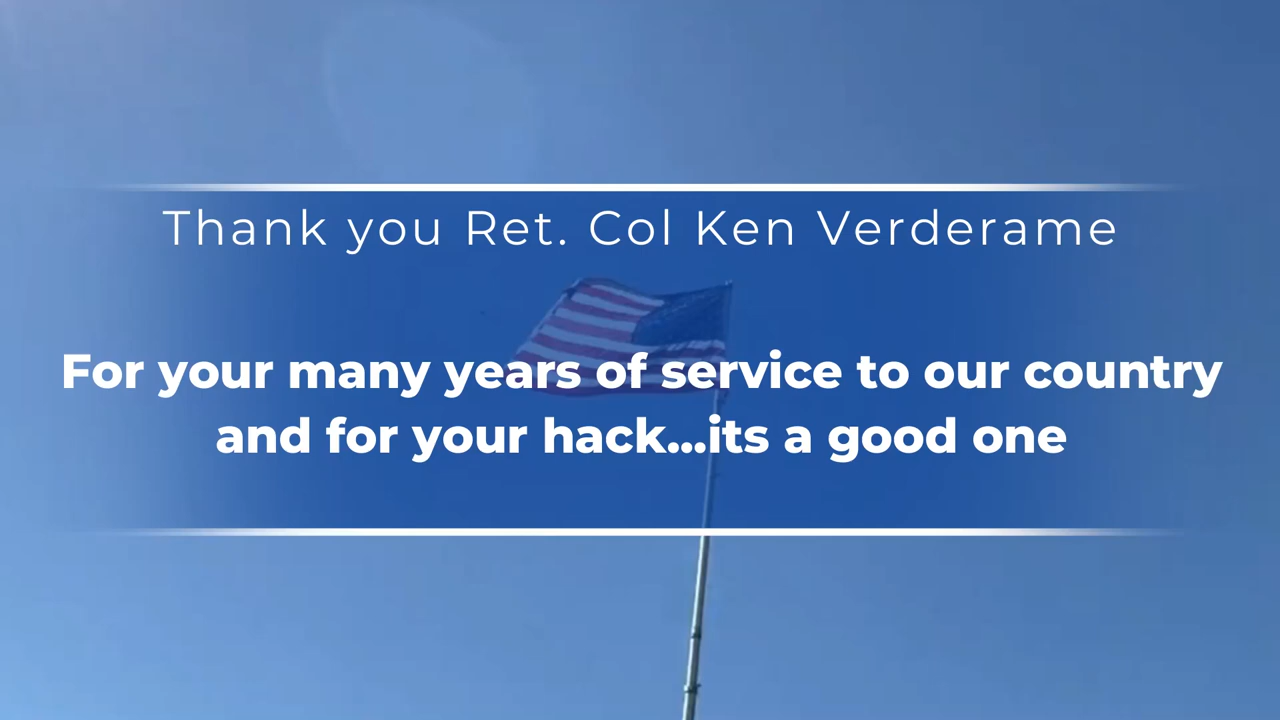 Thank you Ret. Col Ken Verderame
For your many years of service to our country
and for your hack...its a good one